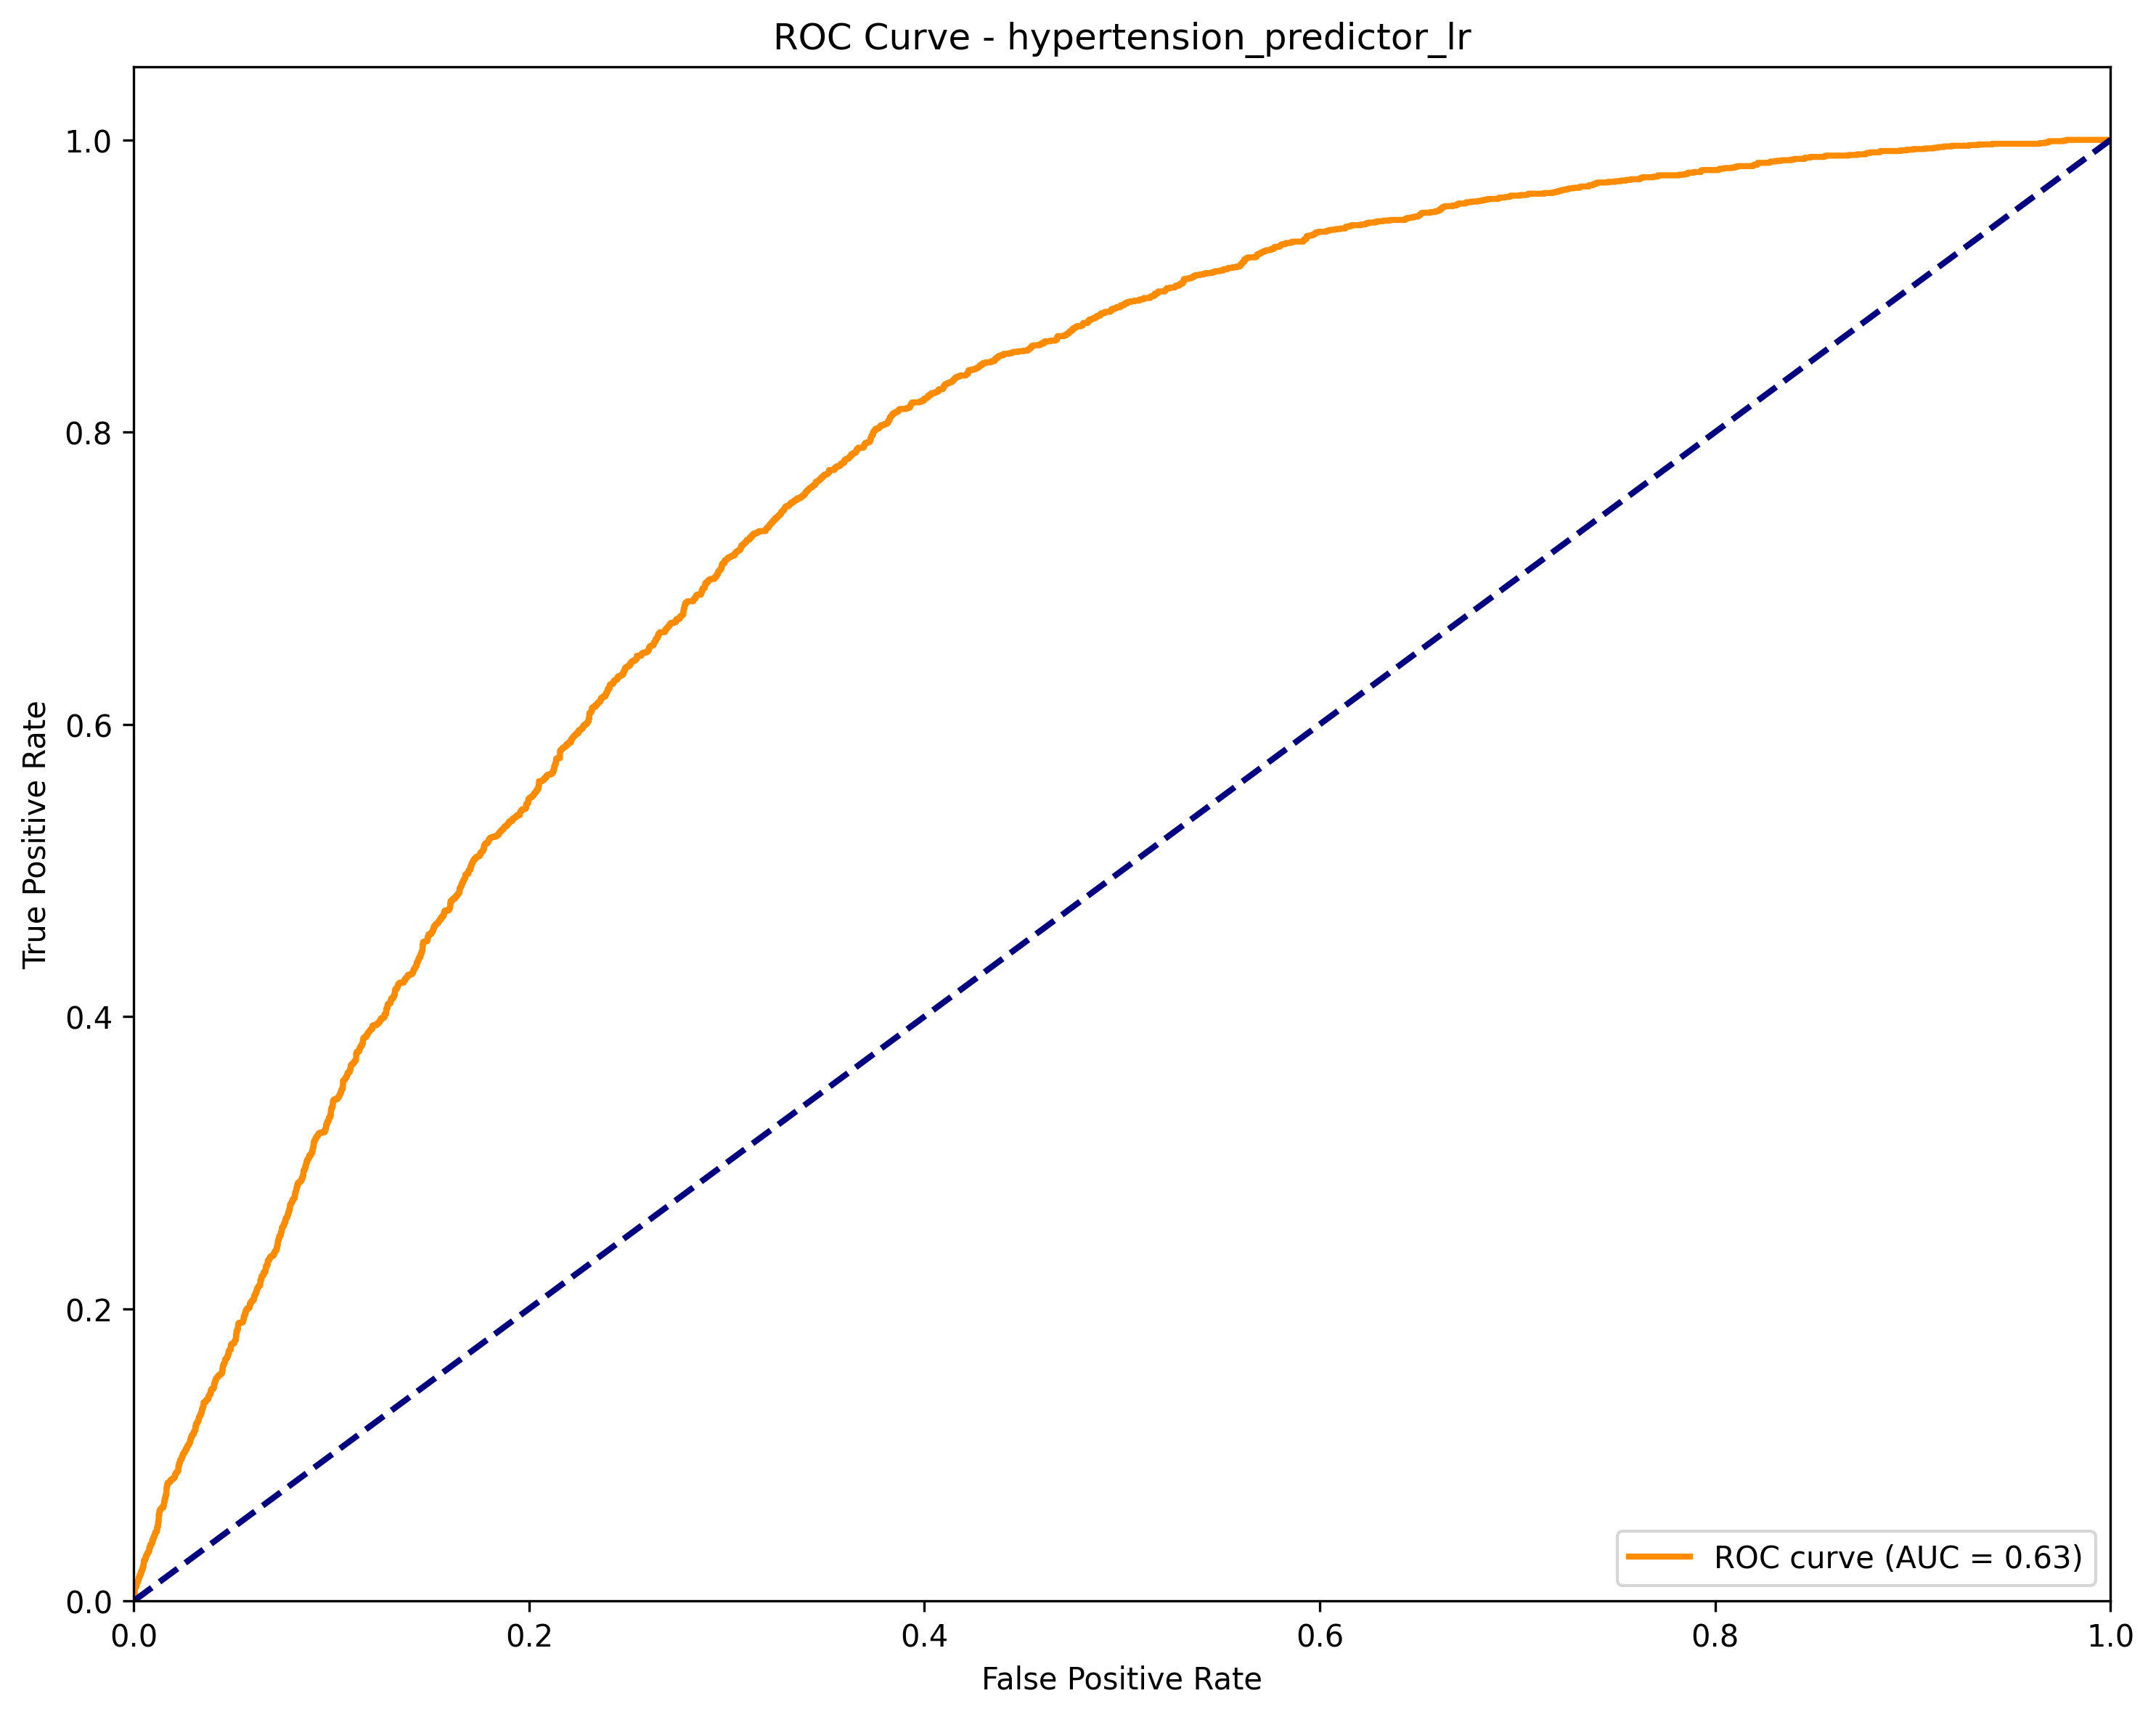 ROC Curve - hypertension_predictor_lr
True Positive Rate
1.0
0.8
0.6
0.4
0.2
0.0
ROC curve (AUC = 0.63)
0.0 0.2 0.4 0.6 0.8 1.0
False Positive Rate